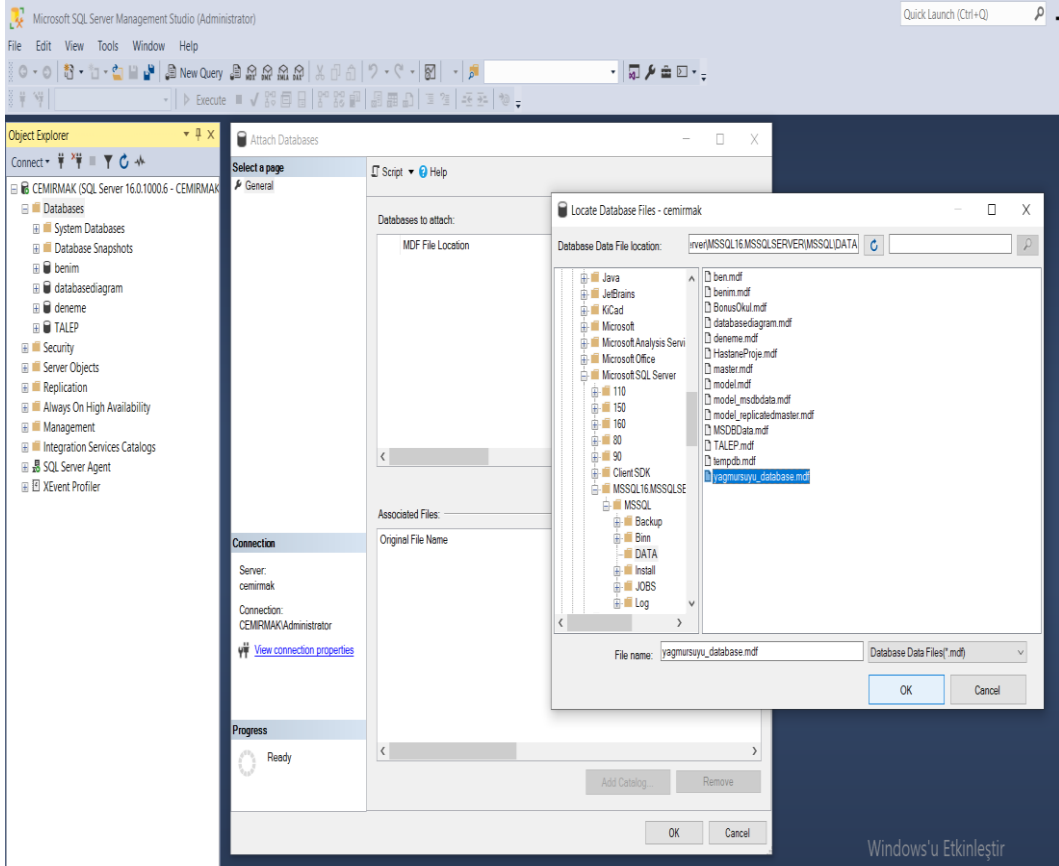 Microsoft SQL Server Management Studio (Administrator)
Quick Launch (Ctrl+Q)
File Edit View Tools Window Help
New Query
Execute
Object Explorer
Connect
CEMIRMAK (SQL Server 16.0.1000.6 - CEMIRMAK
Databases
System Databases
Database Snapshots
benim
databasediagram
deneme
TALEP
Security
Server Objects
Replication
Always On High Availability
Management
Integration Services Catalogs
SQL Server Agent
XEvent Profiler
Attach Databases
Select a page
General
Script Help
Databases to attach:
MDF File Location
Associated Files:
Original File Name
Connection
Server:
cemirmak
Connection:
CEMIRMAK\Administrator
View connection properties
Progress
Ready
Add Catalog...
Remove
OK
Cancel
Locate Database Files - cemirmak
Database Data File location:
erver\MSSQL16.MSSQLSERVER\MSSQL\DATA
Java
JetBrains
KiCad
Microsoft
Microsoft Analysis Servi
Microsoft Office
Microsoft SQL Server
110
150
160
80
90
Client SDK
MSSQL16.MSSQLSE
MSSQL
Backup
Binn
DATA
Install
JOBS
Log
ben.mdf
benim.mdf
BonusOkul.mdf
databasediagram.mdf
deneme.mdf
HastaneProje.mdf
master.mdf
model.mdf
model_msdbdata.mdf
model_replicatedmaster.mdf
MSDBData.mdf
TALEP.mdf
tempdb.mdf
yagmursuyu_database.mdf
File name:
yagmursuyu_database.mdf
Database Data Files(*.mdf)
OK
Cancel
Windows'u Etkinleştir